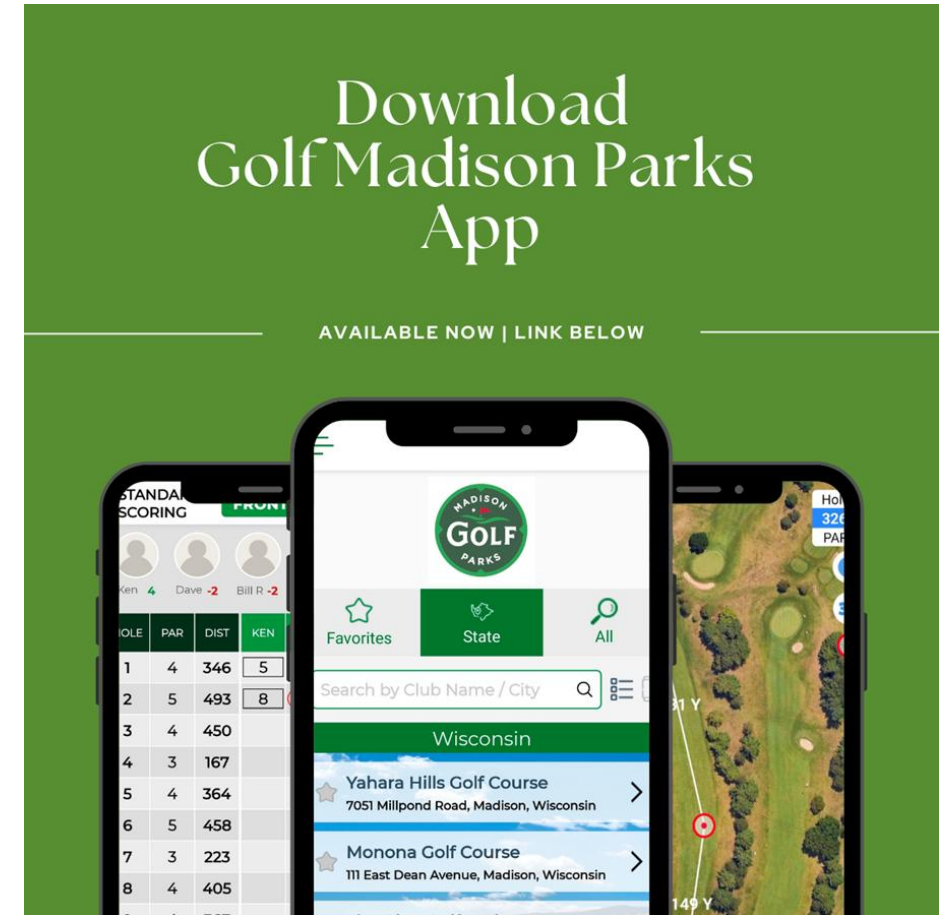 Download
Golf Madison Parks
App
AVAILABLE NOW | LINK BELOW
SCORING
Ken 4 Dave -2 Bill R -2
PAR DIST KEN
1 4 346 5
2 5 493 8
3 4 450
4 3 167
5 4 364
6 5 458
7 3 223
8 4 405
MADISON
GOLF
PARKS
Favorites State All
Search by Club Name / City
Wisconsin
Yahara Hills Golf Course
7051 Millpond Road, Madison, Wisconsin
Monona Golf Course
111 East Dean Avenue, Madison, Wisconsin
326
149 Y